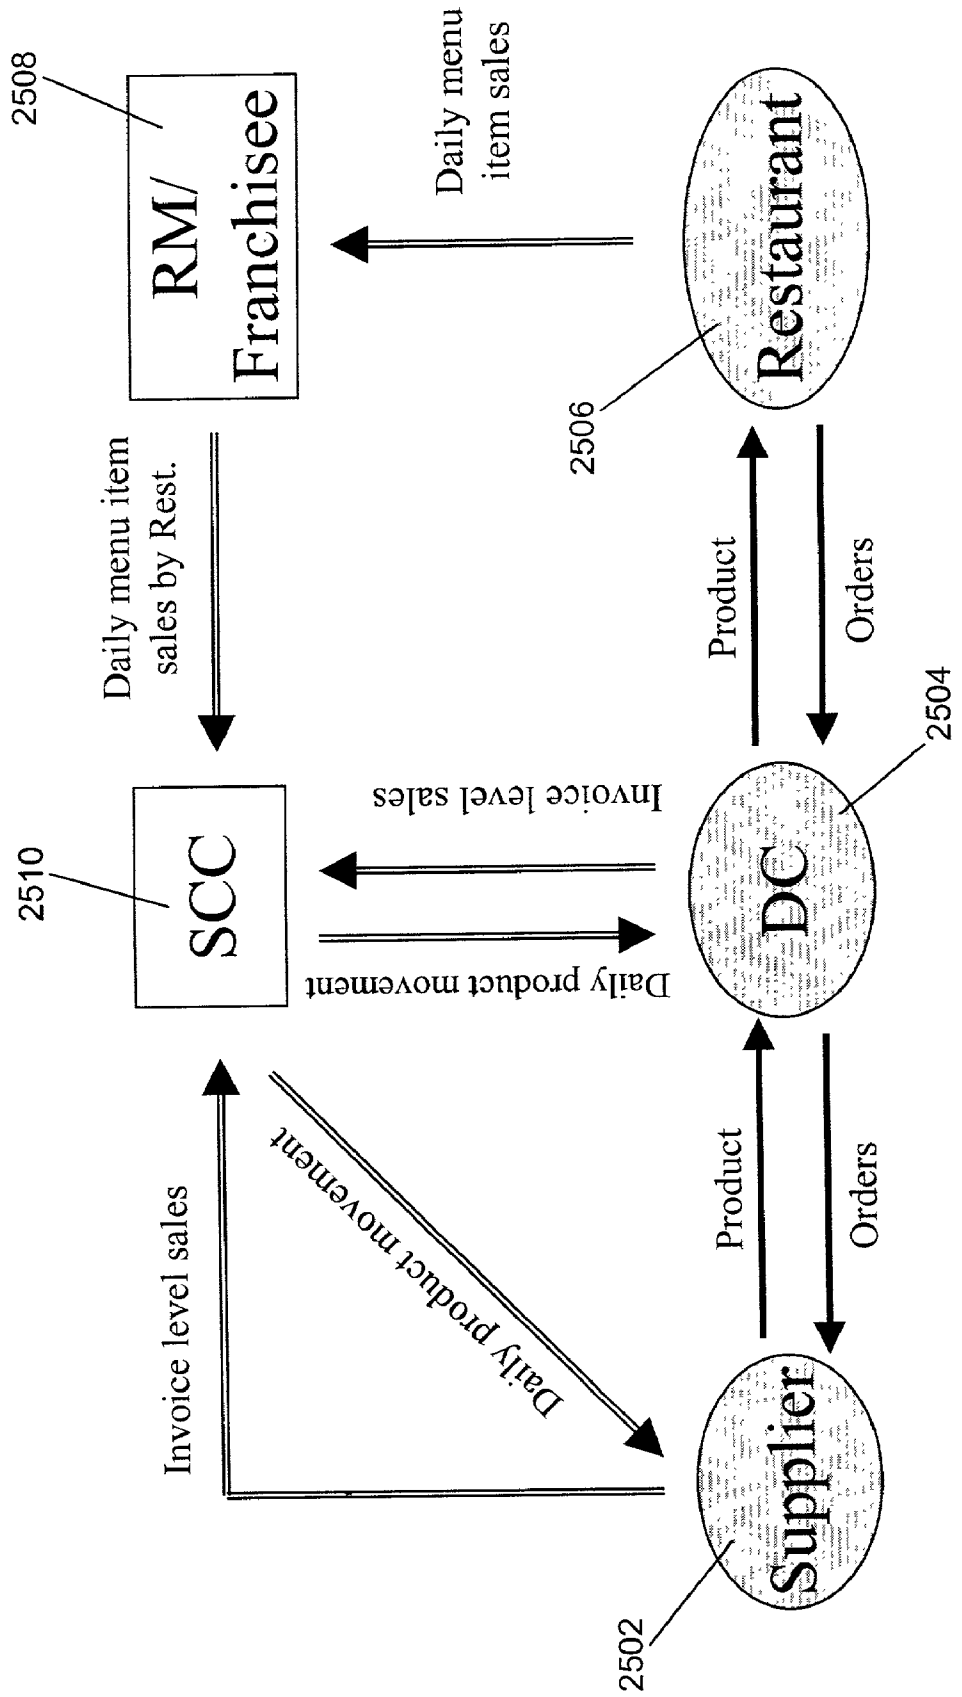 2510
2508
SCC
RM/
Franchisee
Invoice level sales
Daily menu item
sales by Rest.
Daily product movement
Daily product movement
Invoice level sales
Daily menu
item sales
2502
Supplier
Product
Orders
DC
2504
Product
Orders
2506
Restaurant